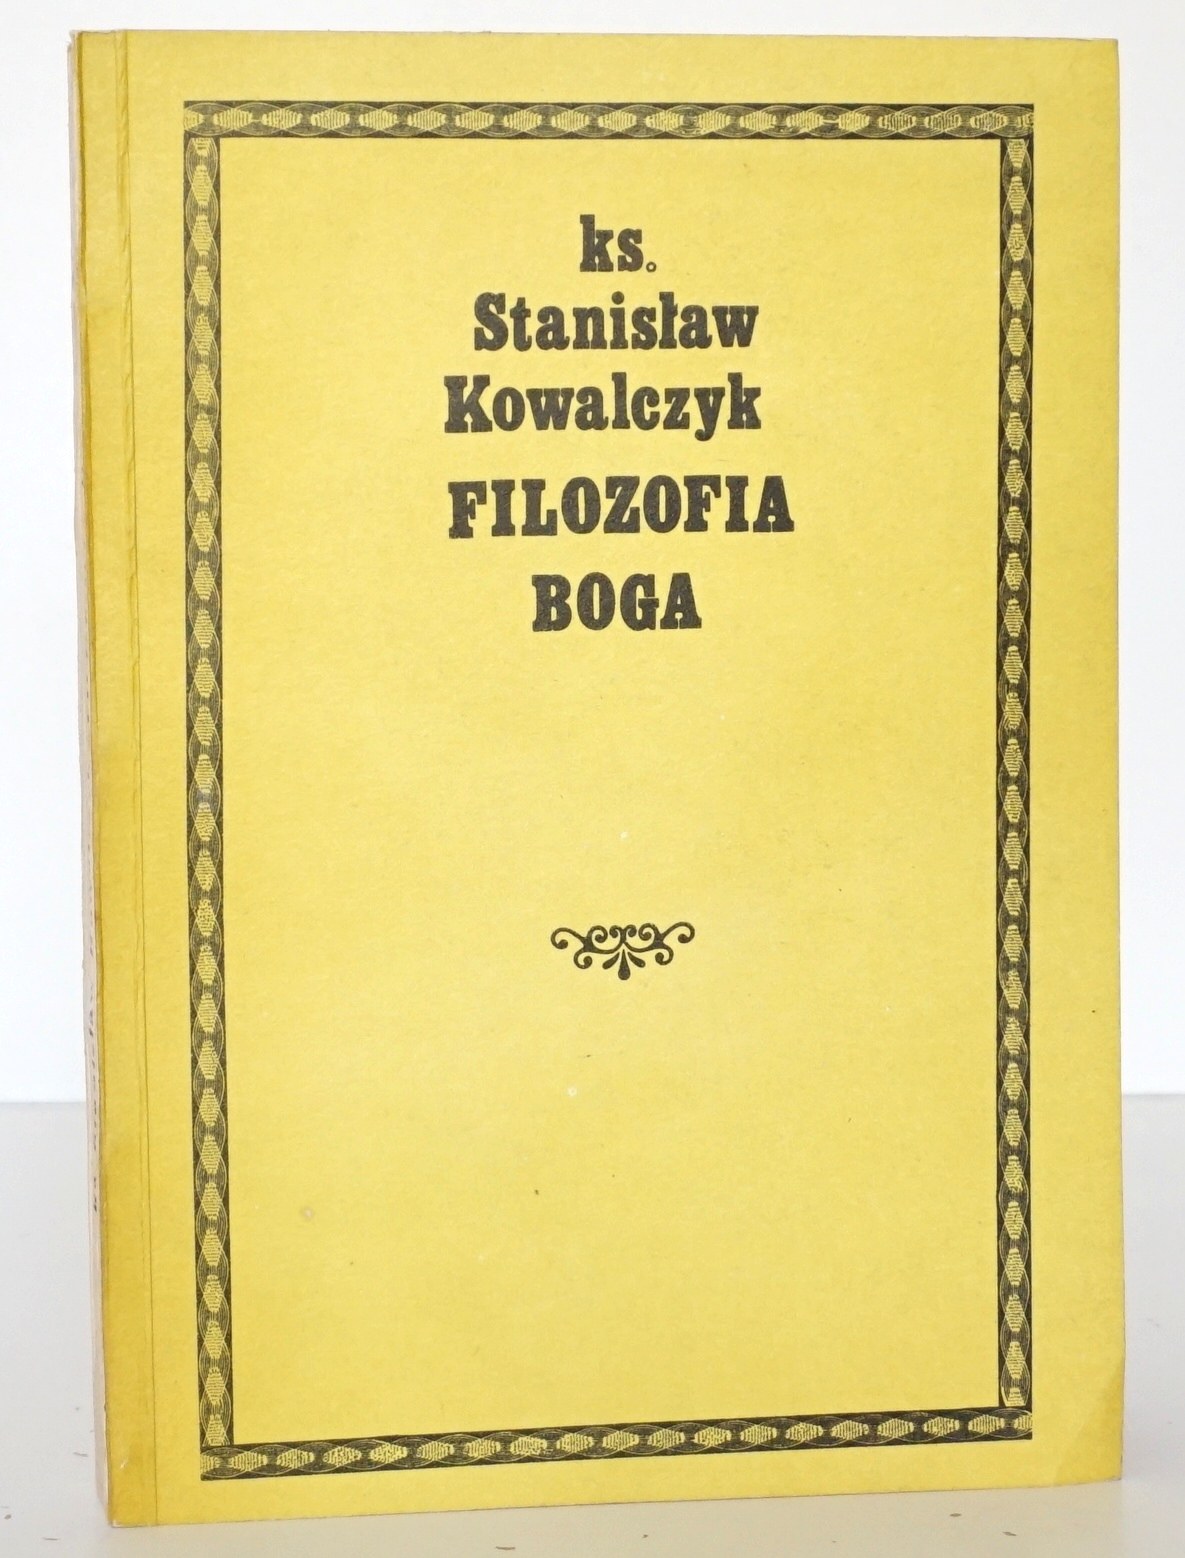 ks.
Stanisław
Kowalczyk
FILOZOFIA
BOGA